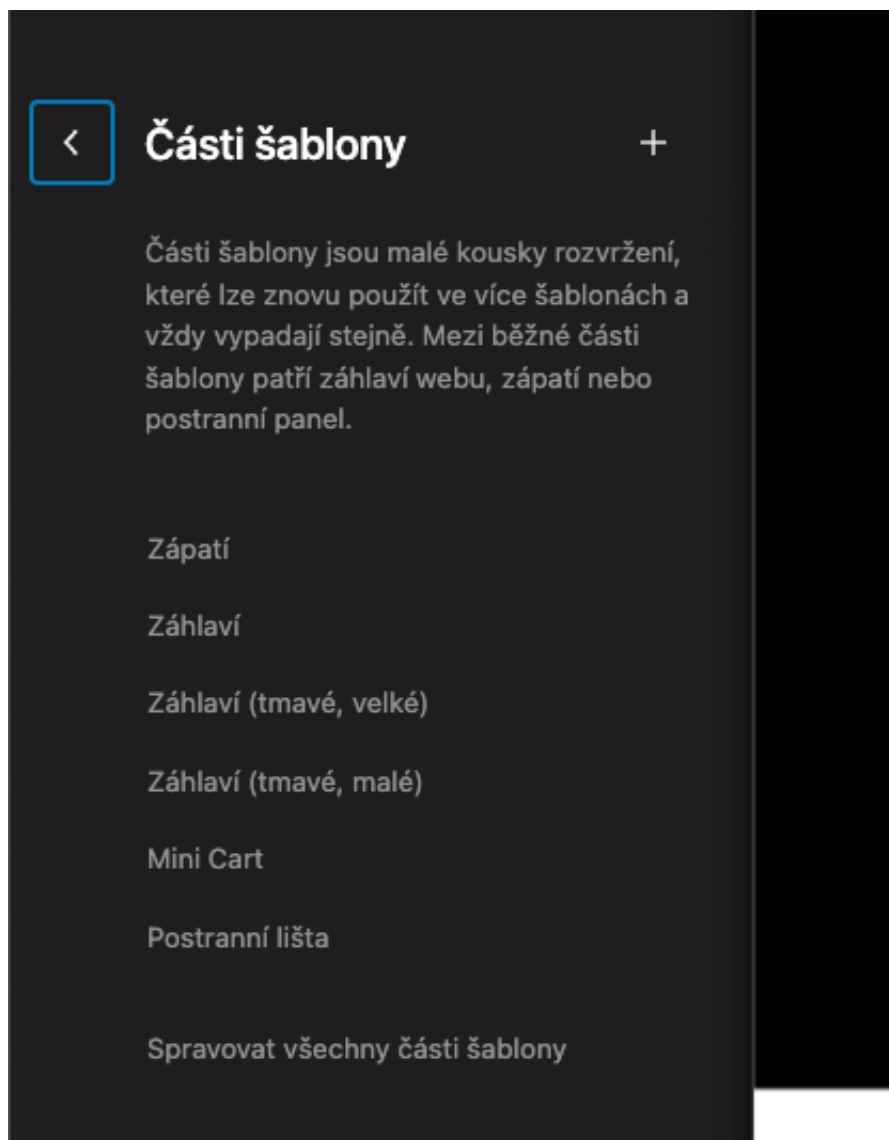 Části šablony
Části šablony jsou malé kousky rozvržení,
které lze znovu použít ve více šablonách a
vždy vypadají stejně. Mezi běžné části
šablony patří záhlaví webu, zápatí nebo
postranní panel.
Zápatí
Záhlaví
Záhlaví (tmavé, velké)
Záhlaví (tmavé, malé)
Mini Cart
Postranní lišta
Spravovat všechny části šablony